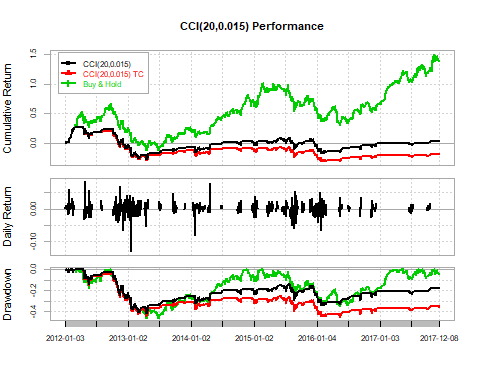 CCI(20,0.015) Performance
Cumulative Return
1.5
1.0
0.5
0.0
CCI(20,0.015)
CCI(20,0.015) TC
Buy & Hold
Daily Return
0.00
-0.10
Drawdown
0.0
-0.2
-0.4
2012-01-03 2013-01-02 2014-01-02 2015-01-02 2016-01-04 2017-01-03 2017-12-08